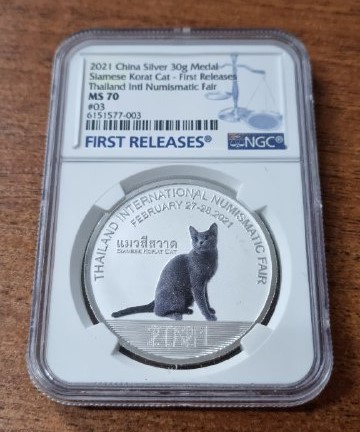 2021 China Silver 30g Medal
Siamese Korat Cat - First Releases
Thailand Intl Numismatic Fair
MS 70
#03
6151577-003
FIRST RELEASES®
NGC®
THAILAND INTERNATIONAL NUMISMATIC FAIR
FEBRUARY 27-28, 2021
แมวสีสวาด
SIAMESE KORAT CAT
2021